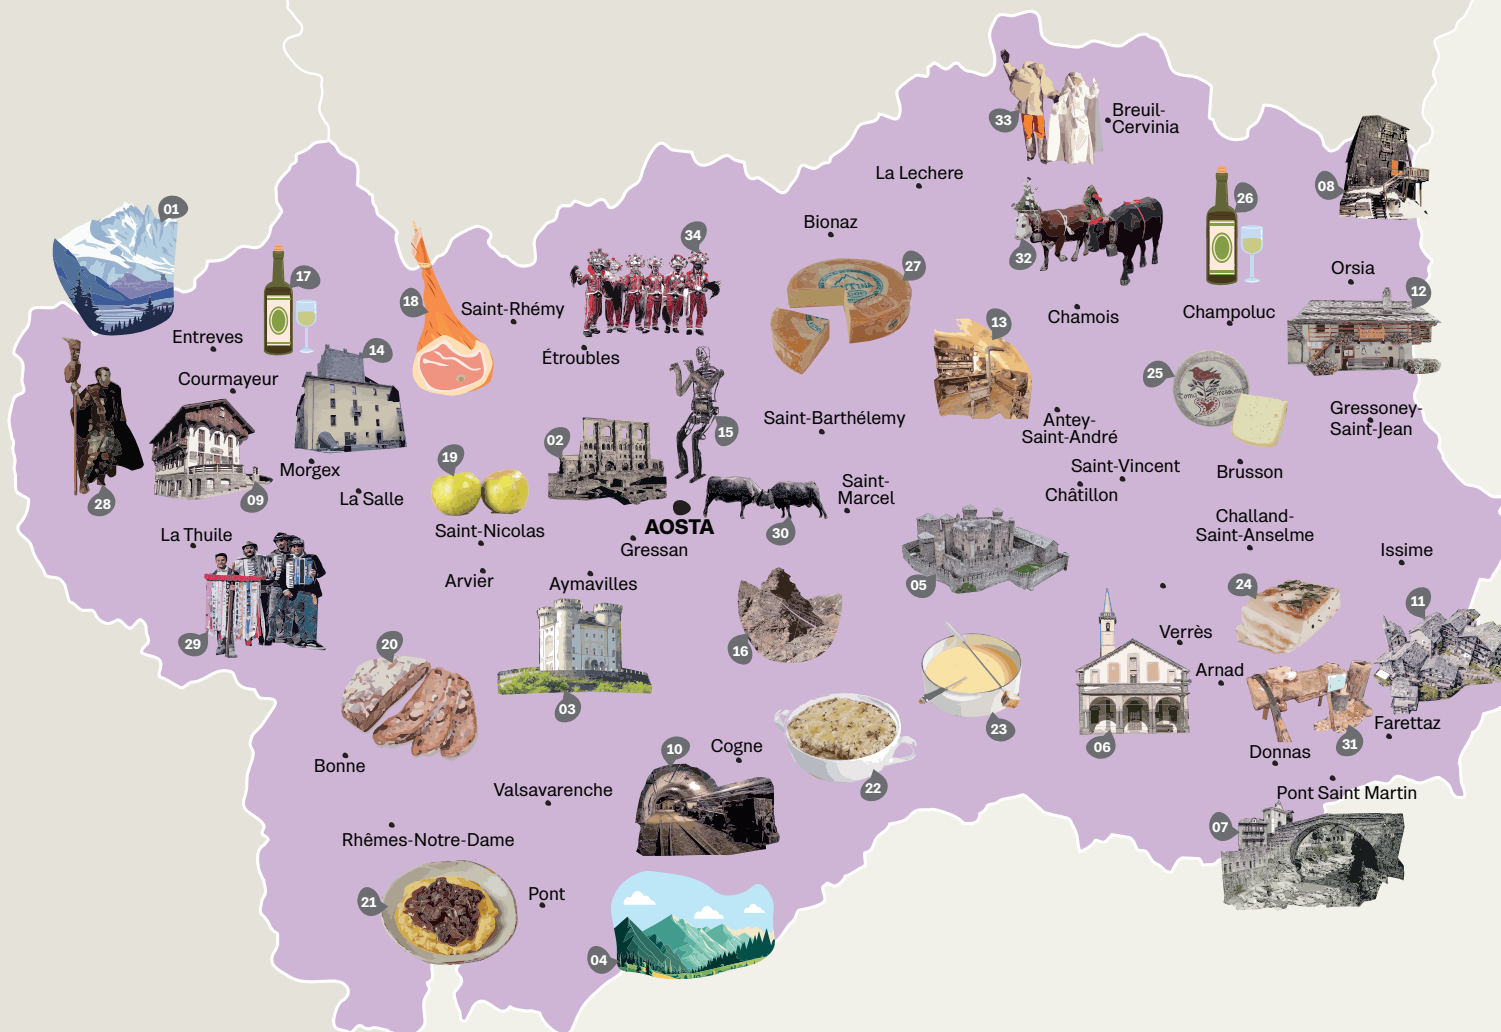 33
Breuil-
Cervinia
La Lechere
08
26
01
34
Bionaz
32
27
Orsia
17
12
18
Saint-Rhémy
Chamois
Champoluc
13
Entreves
14
Étroubles
25
Courmayeur
Gressoney-
Saint-Jean
Saint-Barthélemy
Antey-
Saint-André
15
02
19
Morgex
Saint-Vincent
Brusson
Saint-
Marcel
Châtillon
28
09
La Salle
AOSTA
30
Challand-
Saint-Anselme
La Thuile
Saint-Nicolas
Gressan
Issime
Arvier
Aymavilles
05
24
11
29
20
16
Verrès
Arnad
03
23
06
31
Farettaz
10
Cogne
Donnas
Bonne
22
Valsavarenche
Pont Saint Martin
07
Rhêmes-Notre-Dame
21
Pont
04